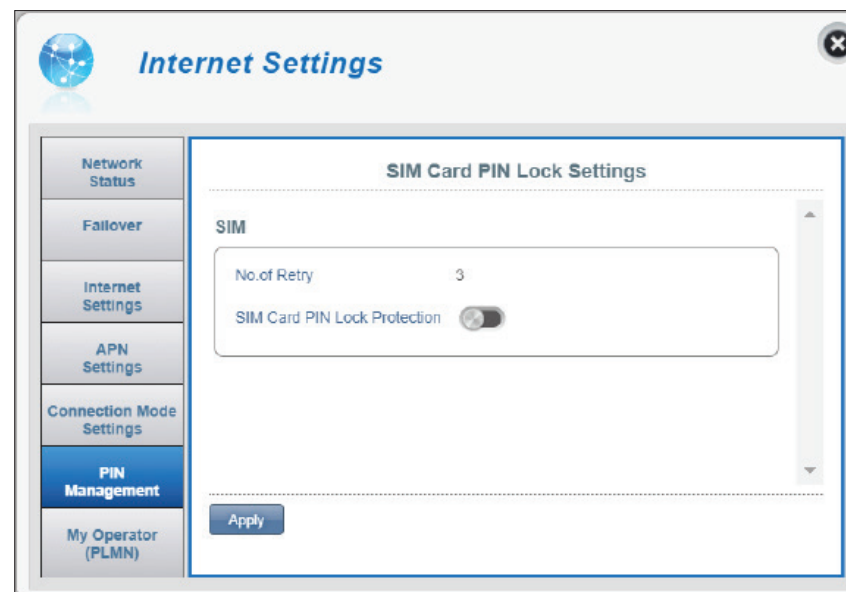 Internet Settings
Network
Status
Failover
Internet
Settings
APN
Settings
Connection Mode
Settings
PIN
Management
My Operator
(PLMN)
SIM Card PIN Lock Settings
SIM
No.of Retry 3
SIM Card PIN Lock Protection
Apply